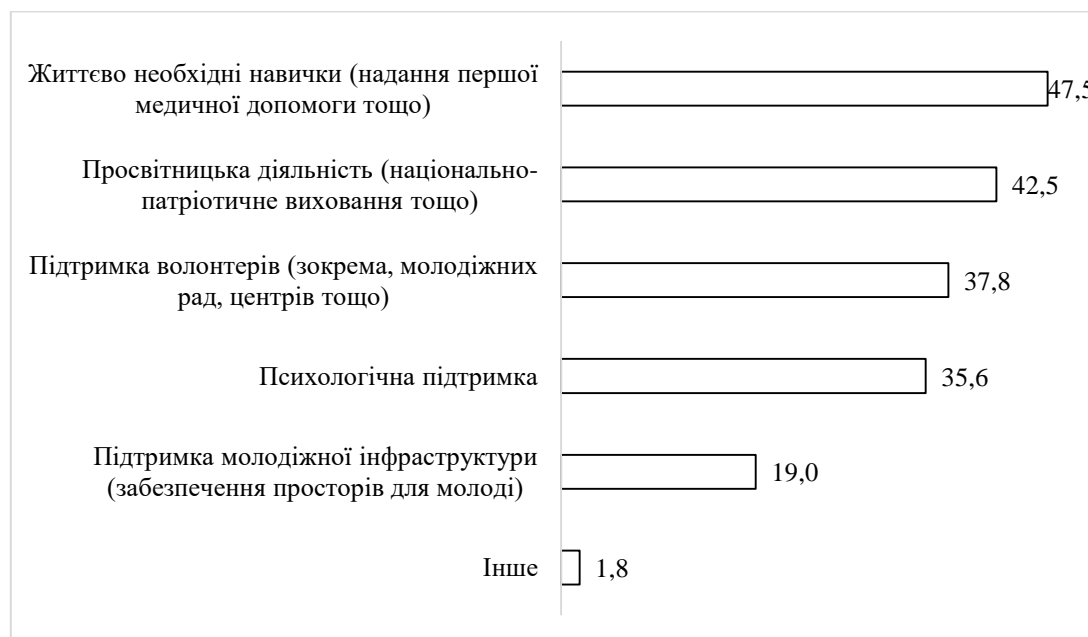 Життєво необхідні навички (надання першої
медичної допомоги тощо)
47,5
Просвітницька діяльність (національно-
патріотичне виховання тощо)
42,5
Підтримка волонтерів (зокрема, молодіжних
рад, центрів тощо)
37,8
Психологічна підтримка
35,6
Підтримка молодіжної інфраструктури
(забезпечення просторів для молоді)
19,0
Інше
1,8